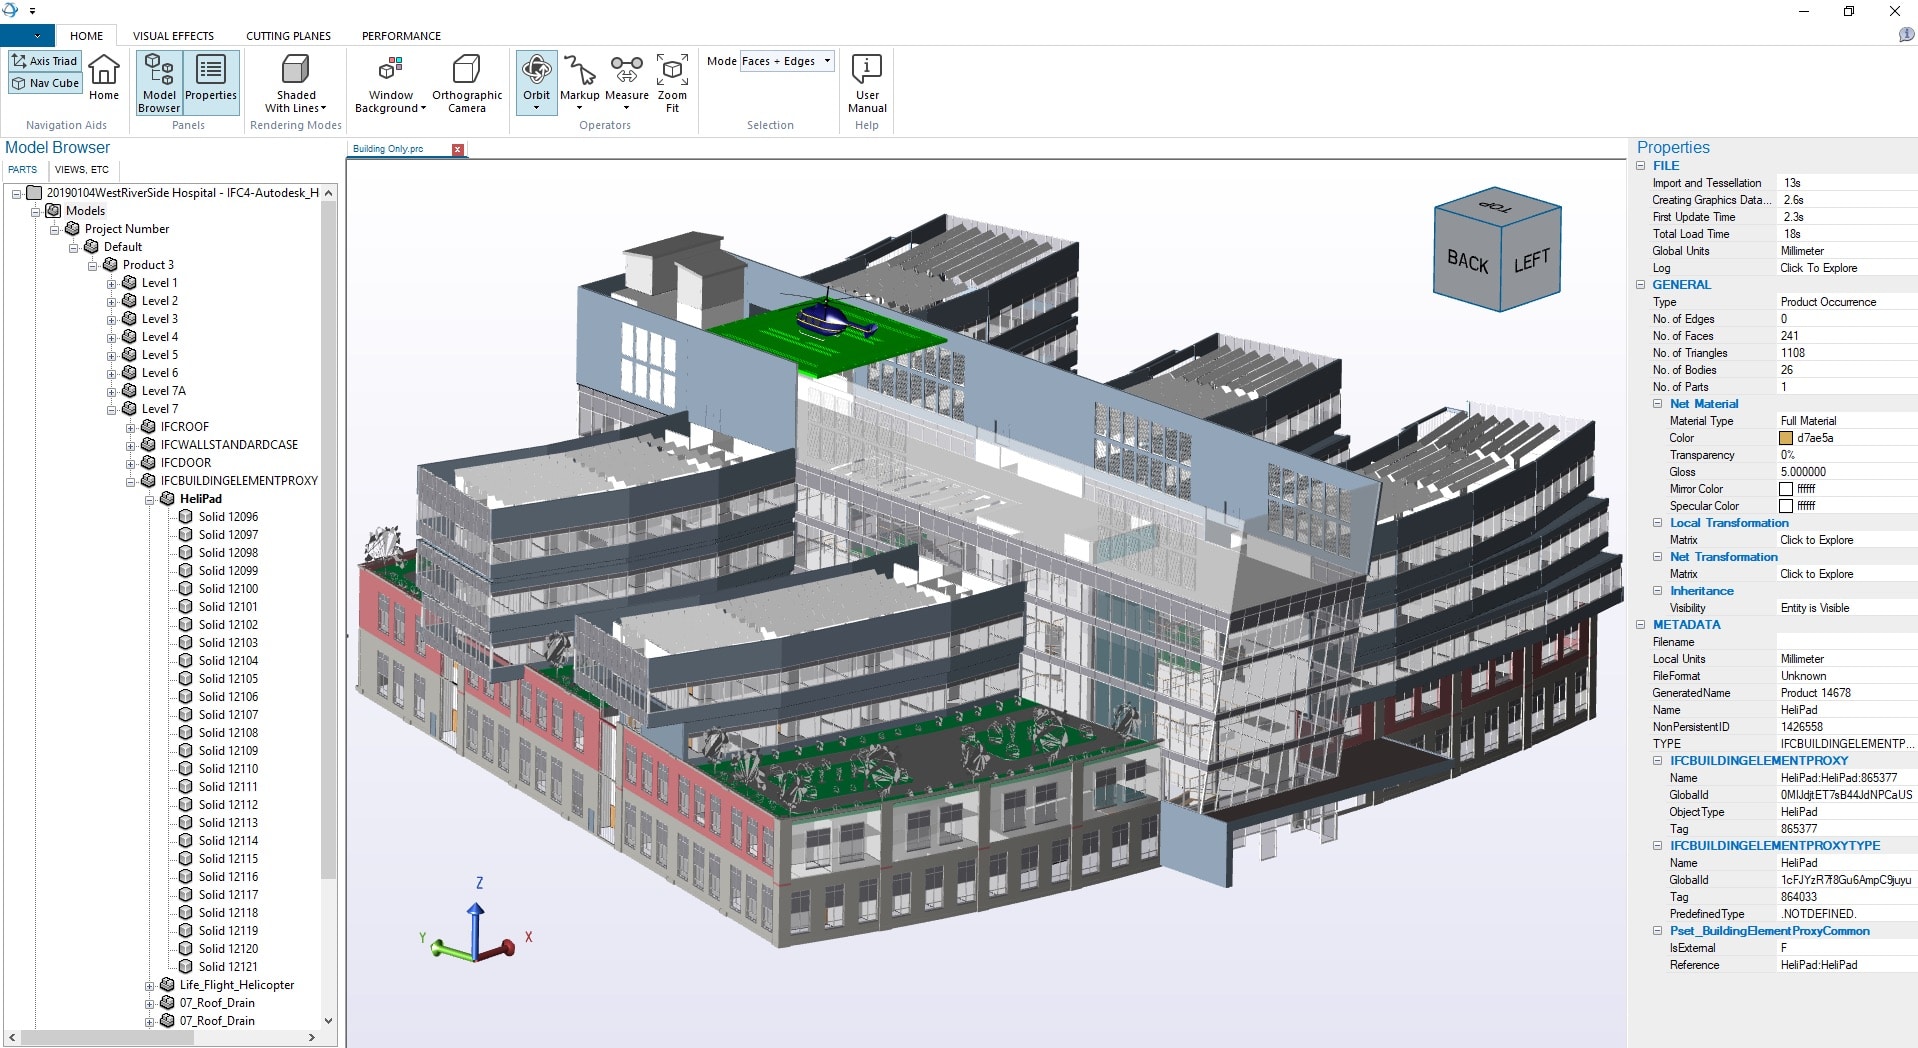 HOME VISUAL EFFECTS CUTTING PLANES PERFORMANCE
Axis Triad
Nav Cube
Home
Navigation Aids
Model Browser
Properties
Panels
Shaded With Lines
Rendering Modes
Window Background
Orthographic Camera
Orbit
Markup
Measure
Zoom Fit
Operators
Mode Faces + Edges
Selection
User Manual
Help
Model Browser
PARTS VIEWS, ETC
20190104WestRiverSide Hospital - IFC4-Autodesk_H
Models
Project Number
Default
Product 3
Level 1
Level 2
Level 3
Level 4
Level 5
Level 6
Level 7A
Level 7
IFCROOF
IFCWALLSTANDARDCASE
IFCDOOR
IFCBUILDINGELEMENTPROXY
HeliPad
Solid 12096
Solid 12097
Solid 12098
Solid 12099
Solid 12100
Solid 12101
Solid 12102
Solid 12103
Solid 12104
Solid 12105
Solid 12106
Solid 12107
Solid 12108
Solid 12109
Solid 12110
Solid 12111
Solid 12112
Solid 12113
Solid 12114
Solid 12115
Solid 12116
Solid 12117
Solid 12118
Solid 12119
Solid 12120
Solid 12121
Life_Flight_Helicopter
07_Roof_Drain
07_Roof_Drain
Building Only.prc
TOP
BACK
LEFT
Z
Y
X
Properties
FILE
Import and Tessellation 13s
Creating Graphics Data... 2.6s
First Update Time 2.3s
Total Load Time 18s
Global Units Millimeter
Log Click To Explore
GENERAL
Type Product Occurrence
No. of Edges 0
No. of Faces 241
No. of Triangles 1108
No. of Bodies 26
No. of Parts 1
Net Material
Material Type Full Material
Color d7ae5a
Transparency 0%
Gloss 5.000000
Mirror Color ffffff
Specular Color ffffff
Local Transformation
Matrix Click to Explore
Net Transformation
Matrix Click to Explore
Inheritance
Visibility Entity is Visible
METADATA
Filename
Local Units Millimeter
FileFormat Unknown
GeneratedName Product 14678
Name HeliPad
NonPersistentID 1426558
TYPE IFCBUILDINGELEMENTP...
IFCBUILDINGELEMENTPROXY
Name HeliPad:HeliPad:865377
GlobalId 0MIJdjtET7sB44JdNPCaUS
ObjectType HeliPad
Tag 865377
IFCBUILDINGELEMENTPROXYTYPE
Name HeliPad
GlobalId 1cFJYzR7f8Gu6AmpC9juyu
Tag 864033
PredefinedType .NOTDEFINED.
Pset_BuildingElementProxyCommon
IsExternal F
Reference HeliPad:HeliPad